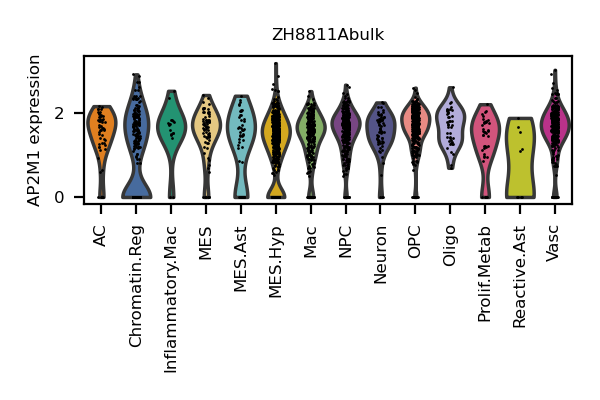 ZH8811Abulk
AP2M1 expression
2
0
AC
Chromatin.Reg
Inflammatory.Mac
MES
MES.Ast
MES.Hyp
Mac
NPC
Neuron
OPC
Oligo
Prolif.Metab
Reactive.Ast
Vasc